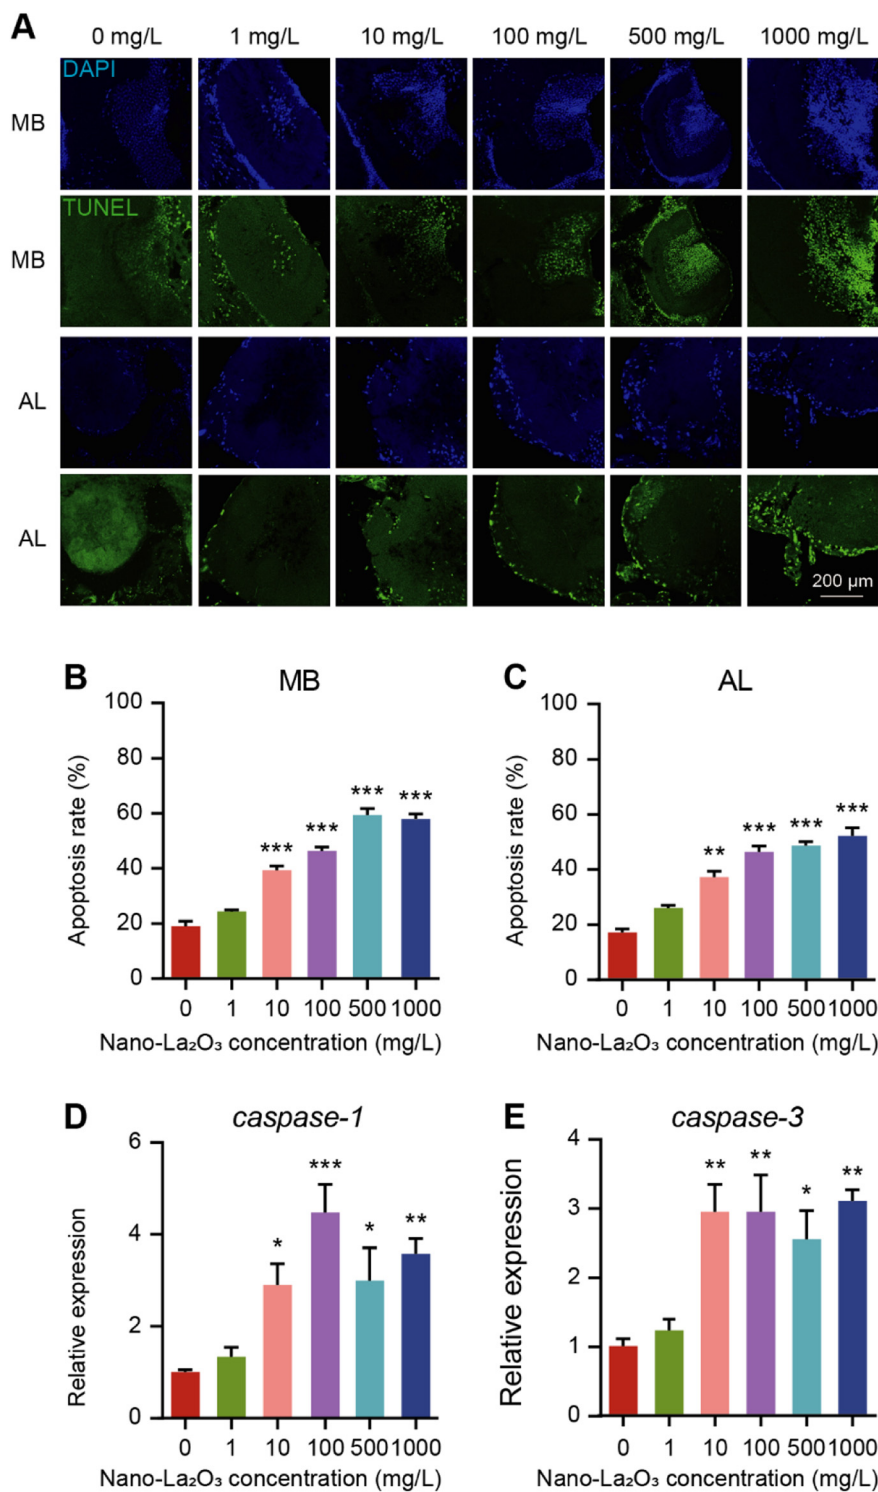 A
0 mg/L 1 mg/L 10 mg/L 100 mg/L 500 mg/L 1000 mg/L
DAPI
MB
TUNEL
MB
AL
AL
200 µm
B MB
100
80
60
40
20
0
Apoptosis rate (%)
*** *** *** ***
0 1 10 100 500 1000
Nano-La₂O₃ concentration (mg/L)
C AL
100
80
60
40
20
0
Apoptosis rate (%)
** *** *** ***
0 1 10 100 500 1000
Nano-La₂O₃ concentration (mg/L)
D caspase-1
6
4
2
0
Relative expression
* *** * **
0 1 10 100 500 1000
Nano-La₂O₃ concentration (mg/L)
E caspase-3
4
3
2
1
0
Relative expression
** ** * **
0 1 10 100 500 1000
Nano-La₂O₃ concentration (mg/L)